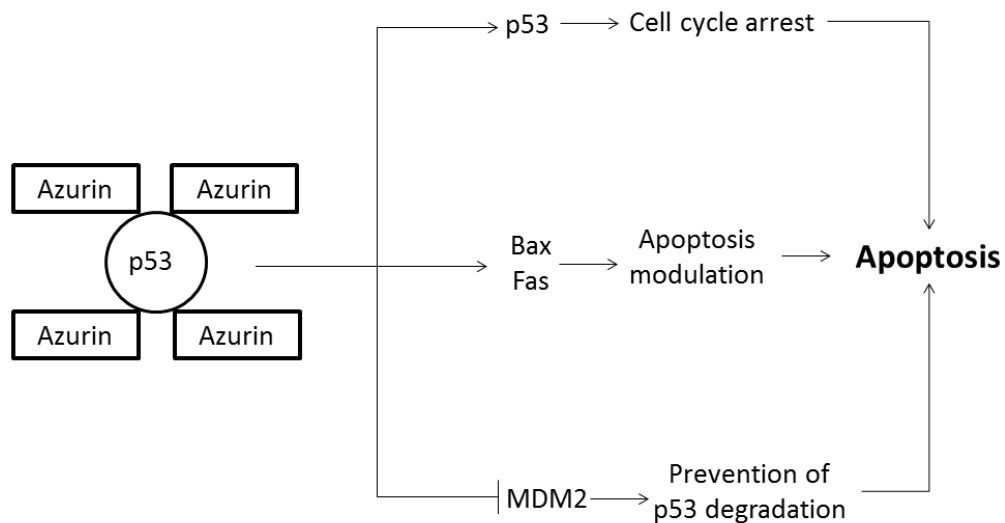 p53
Cell cycle arrest
Azurin
Azurin
p53
Azurin
Azurin
Bax
Fas
Apoptosis
modulation
Apoptosis
MDM2
Prevention of
p53 degradation